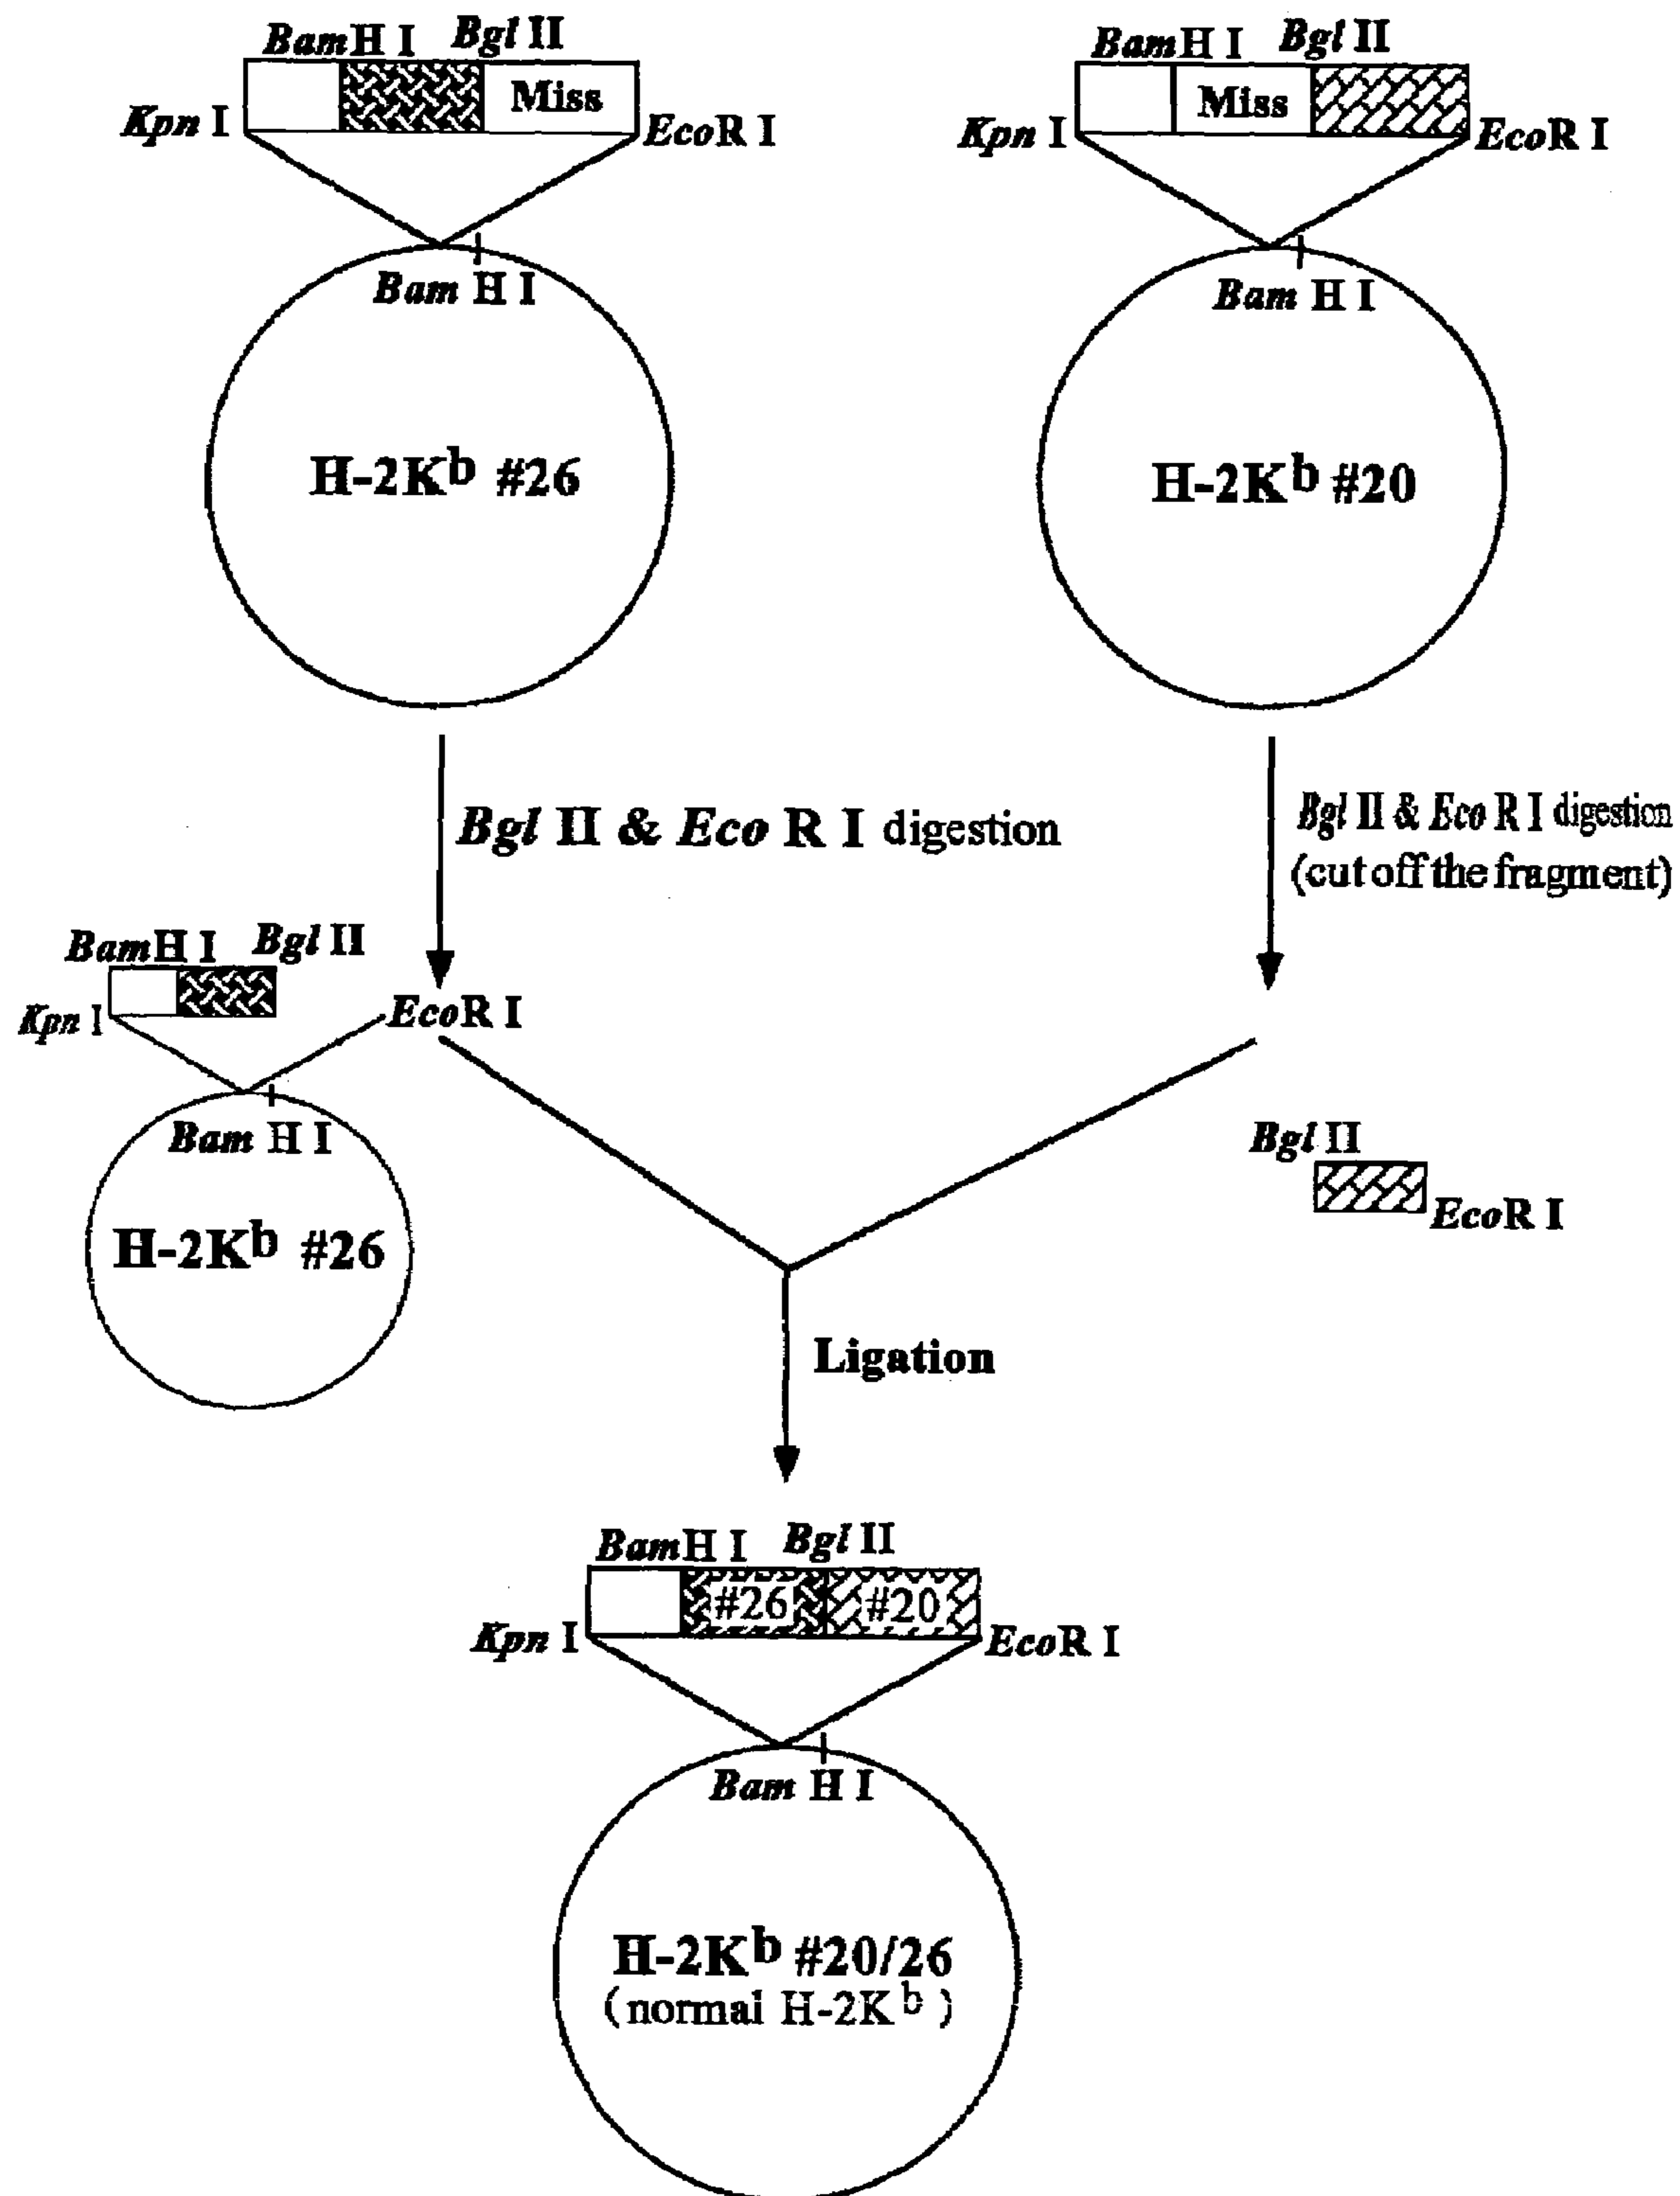 BamH I Bgl II
Miss
Kpn I EcoR I
Bam H I
H-2Kb #26
BamH I Bgl II
Miss
Kpn I EcoR I
Bam H I
H-2Kb #20
Bgl II & Eco R I digestion
Bgl II & Eco R I digestion
(cut off the fragment)
BamH I Bgl II
Kpn I EcoR I
Bam H I
H-2Kb #26
Bgl II
EcoR I
Ligation
BamH I Bgl II
#26 #20
Kpn I EcoR I
Bam H I
H-2Kb #20/26
(normal H-2Kb)